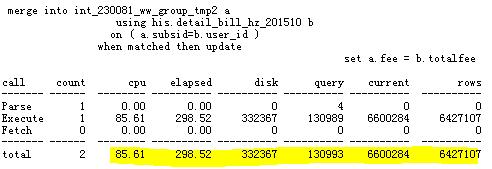 merge into int_230081_ww_group_tmp2 a
using his.detail_bill_hz_201510 b
on ( a.subsid=b.user_id )
when matched then update
set a.fee = b.totalfee
call count cpu elapsed disk query current rows
------- ------ -------- ---------- ---------- ---------- ---------- ----------
Parse 1 0.00 0.00 0 4 0 0
Execute 1 85.61 298.52 332367 130989 6600284 6427107
Fetch 0 0.00 0.00 0 0 0 0
------- ------ -------- ---------- ---------- ---------- ---------- ----------
total 2 85.61 298.52 332367 130993 6600284 6427107